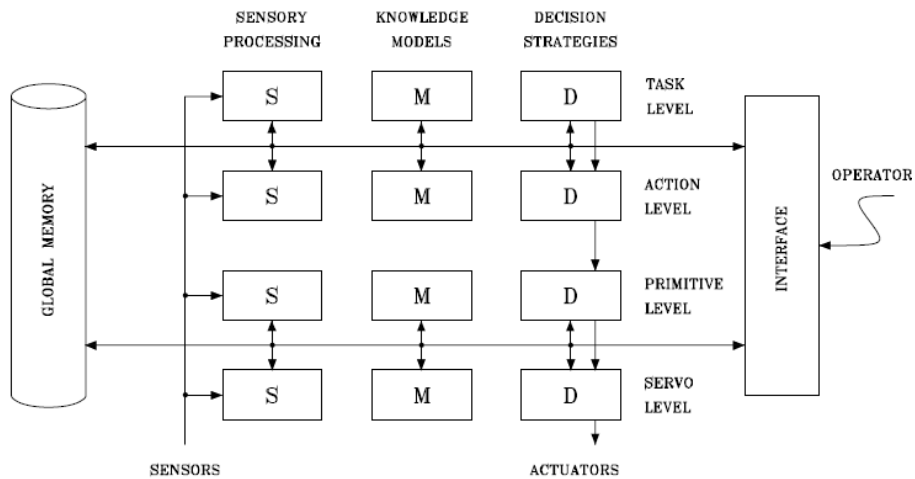 SENSORY
PROCESSING
KNOWLEDGE
MODELS
DECISION
STRATEGIES
S
M
D
TASK
LEVEL
S
M
D
ACTION
LEVEL
OPERATOR
GLOBAL MEMORY
INTERFACE
S
M
D
PRIMITIVE
LEVEL
S
M
D
SERVO
LEVEL
SENSORS
ACTUATORS